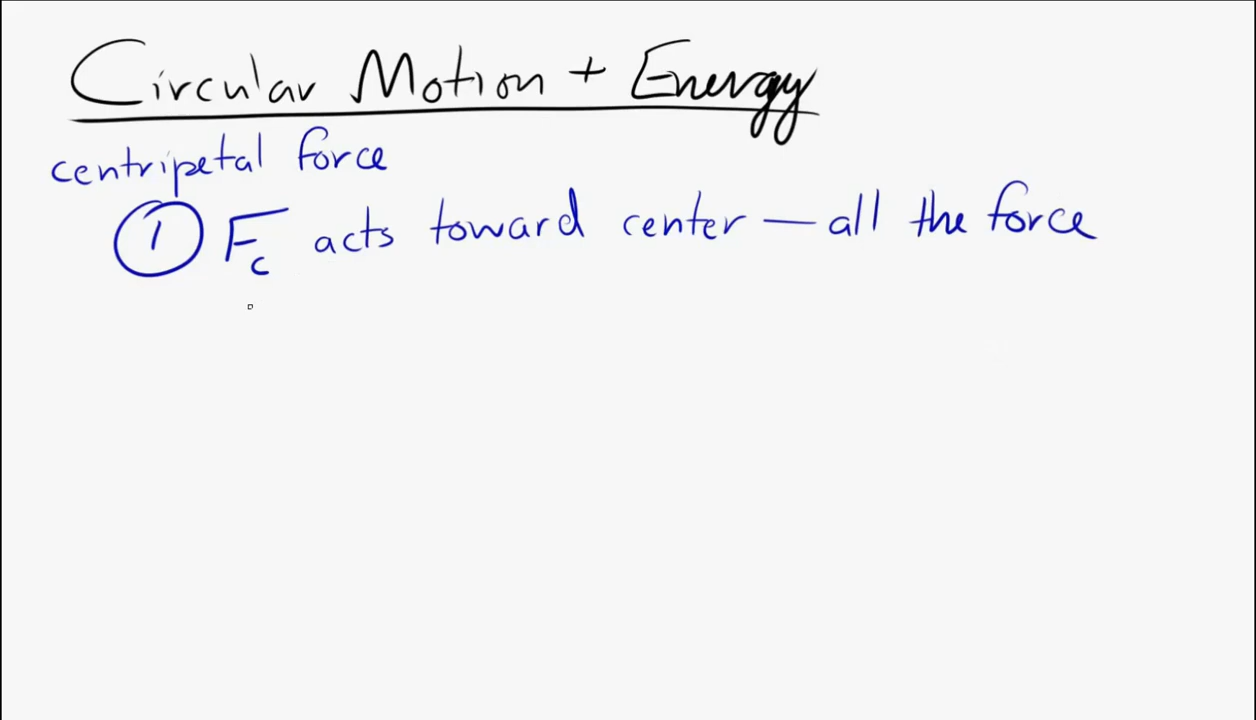 Circular Motion + Energy
centripetal force
① Fc acts toward center — all the force